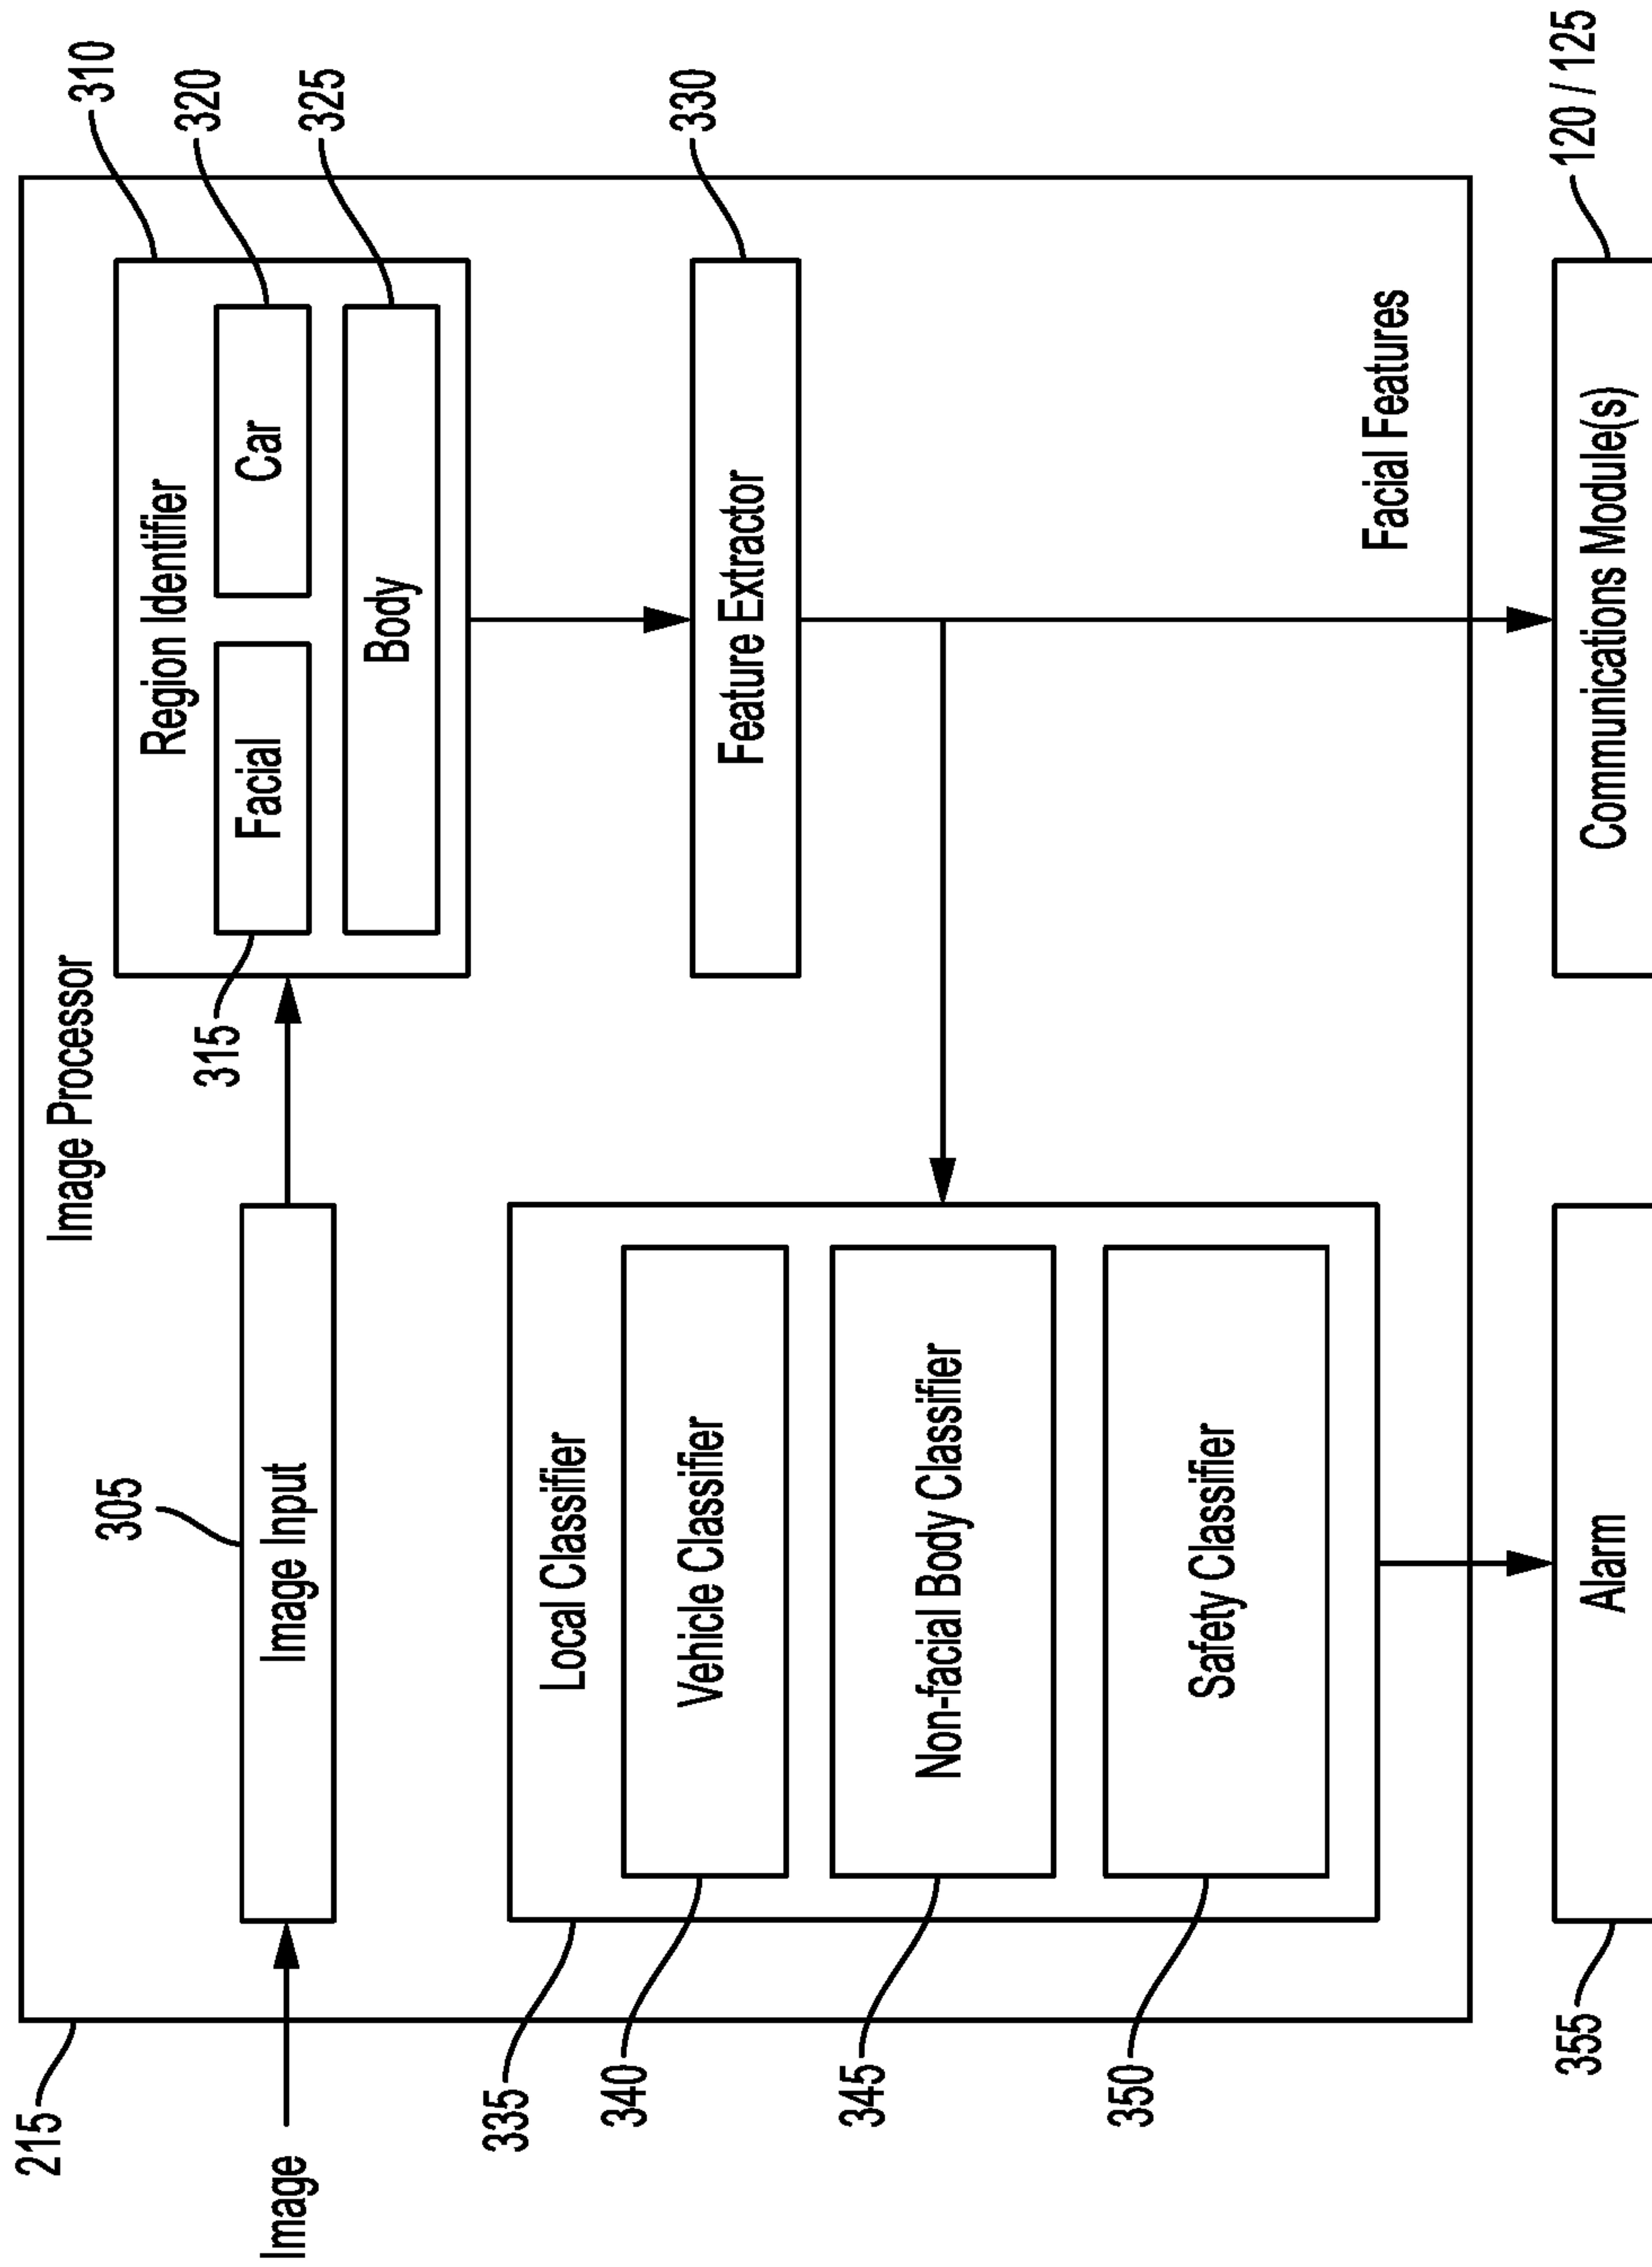 215
Image Processor
Image
305
Image Input
310
Region Identifier
315
Facial
320
Car
325
Body
330
Feature Extractor
335
Local Classifier
340
Vehicle Classifier
345
Non-facial Body Classifier
350
Safety Classifier
Facial Features
355
Alarm
120 / 125
Communications Module(s)